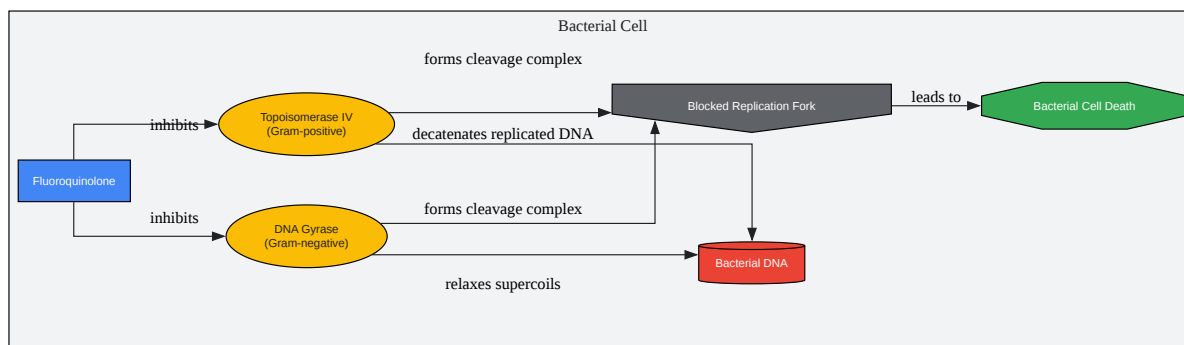 Bacterial Cell
forms cleavage complex
Topoisomerase IV
(Gram-positive)
inhibits
Blocked Replication Fork
leads to
Bacterial Cell Death
decatenates replicated DNA
Fluoroquinolone
inhibits
forms cleavage complex
DNA Gyrase
(Gram-negative)
Bacterial DNA
relaxes supercoils